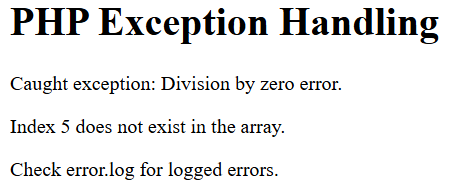 PHP Exception Handling
Caught exception: Division by zero error.
Index 5 does not exist in the array.
Check error.log for logged errors.